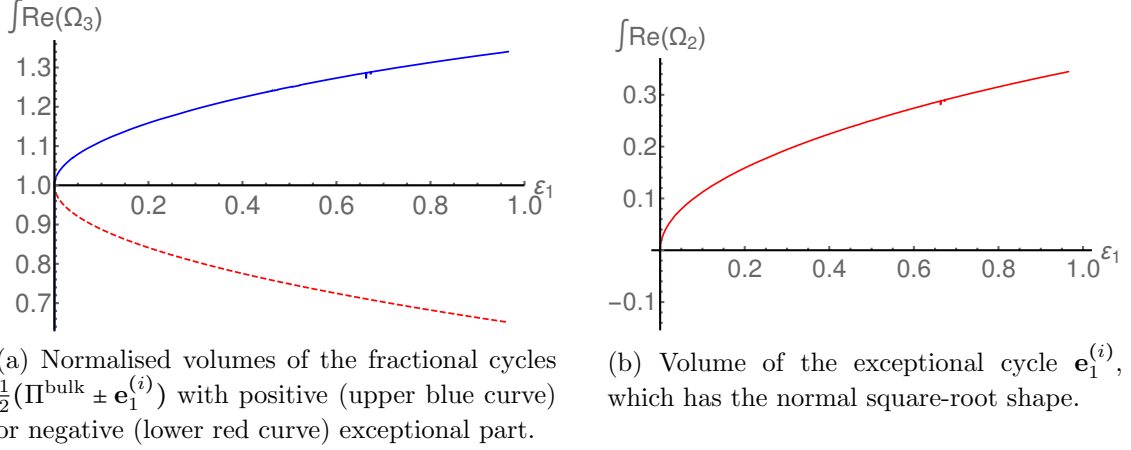 ∫Re(Ω₃)
1.3
1.2
1.1
1.0
0.9
0.8
0.7
0.2
0.4
0.6
0.8
1.0
ε₁
(a) Normalised volumes of the fractional cycles
½(Π^bulk ± e₁^(i)) with positive (upper blue curve)
or negative (lower red curve) exceptional part.
∫Re(Ω₂)
0.3
0.2
0.1
−0.1
0.2
0.4
0.6
0.8
1.0
ε₁
(b) Volume of the exceptional cycle e₁^(i),
which has the normal square-root shape.